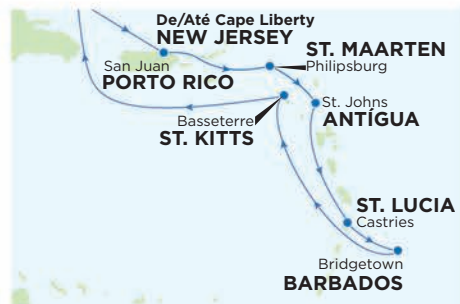 De/Até Cape Liberty
NEW JERSEY
San Juan
PORTO RICO
ST. MAARTEN
Philipsburg
St. Johns
ANTÍGUA
Basseterre
ST. KITTS
ST. LUCIA
Castries
Bridgetown
BARBADOS